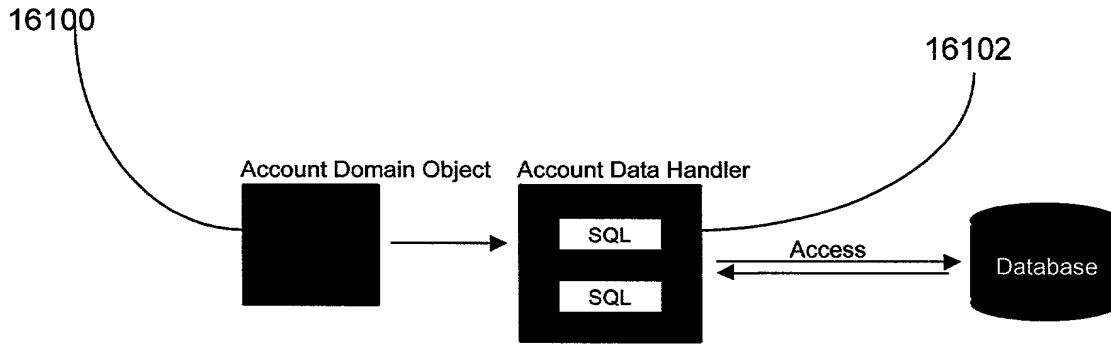 16100
16102
Account Domain Object
Account Data Handler
SQL
Access
Database
SQL